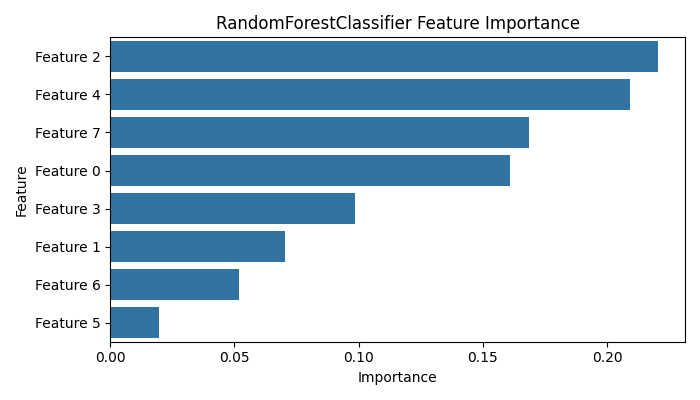 RandomForestClassifier Feature Importance
Feature 2
Feature 4
Feature 7
Feature 0
Feature 3
Feature 1
Feature 6
Feature 5
Feature
0.00 0.05 0.10 0.15 0.20
Importance